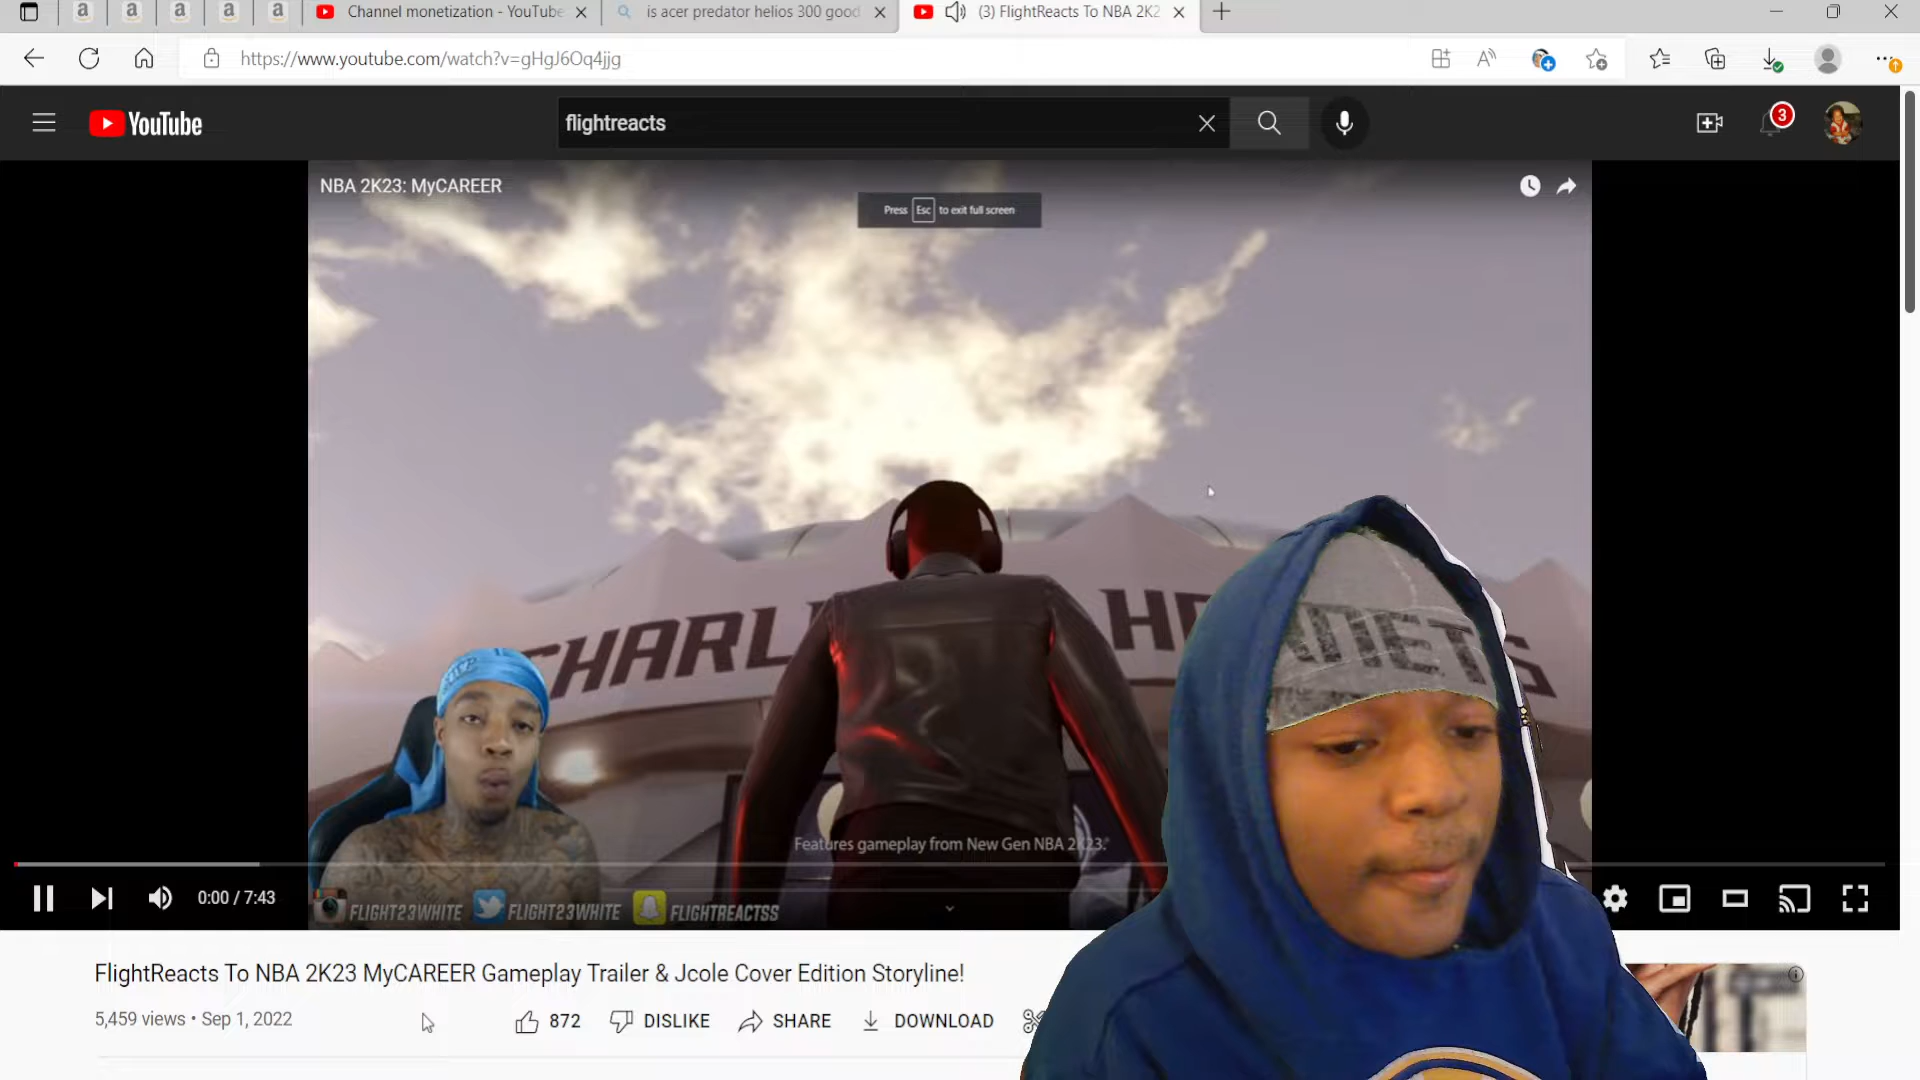 a
a
a
a
a
Channel monetization - YouTube
is acer predator helios 300 good
(3) FlightReacts To NBA 2K2
https://www.youtube.com/watch?v=gHgJ6Oq4jjg
YouTube
flightreacts
3
NBA 2K23: MyCAREER
Press Esc to exit full screen
CHARL
H
NETS
Features gameplay from New Gen NBA 2K23.
0:00 / 7:43
FLIGHT23WHITE
FLIGHT23WHITE
FLIGHTREACTSS
FlightReacts To NBA 2K23 MyCAREER Gameplay Trailer & Jcole Cover Edition Storyline!
5,459 views • Sep 1, 2022
872
DISLIKE
SHARE
DOWNLOAD